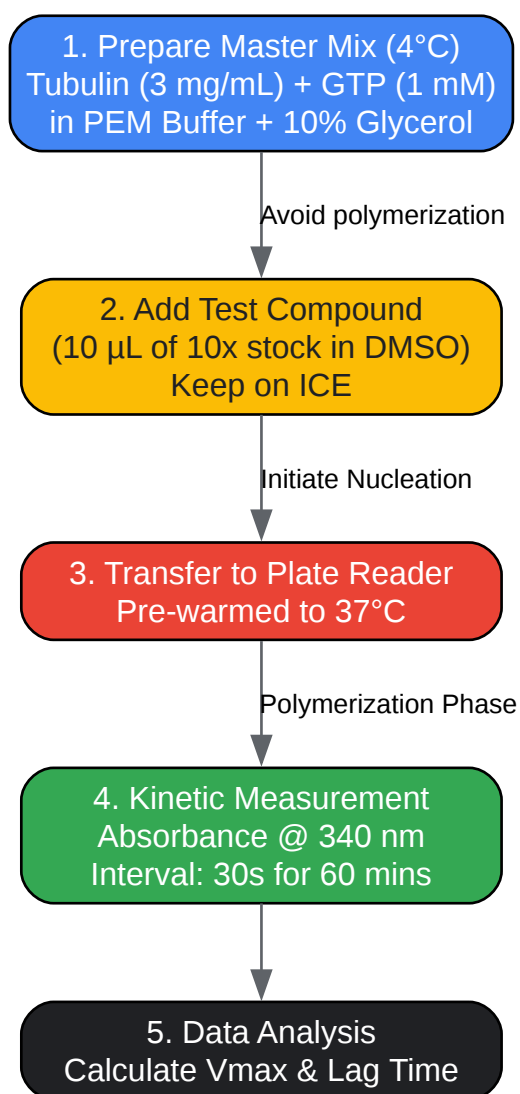 1. Prepare Master Mix (4°C)
Tubulin (3 mg/mL) + GTP (1 mM)
in PEM Buffer + 10% Glycerol
Avoid polymerization
2. Add Test Compound
(10 µL of 10x stock in DMSO)
Keep on ICE
Initiate Nucleation
3. Transfer to Plate Reader
Pre-warmed to 37°C
Polymerization Phase
4. Kinetic Measurement
Absorbance @ 340 nm
Interval: 30s for 60 mins
5. Data Analysis
Calculate Vmax & Lag Time